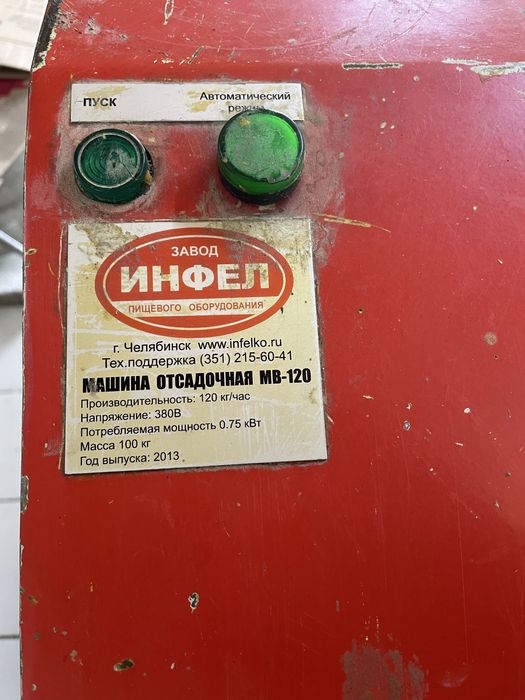 ПУСК
Автоматический
режим
ЗАВОД
ИНФЕЛ
ПИЩЕВОГО ОБОРУДОВАНИЯ
г. Челябинск www.infelko.ru
Тех.поддержка (351) 215-60-41
МАШИНА ОТСАДОЧНАЯ МВ-120
Производительность: 120 кг/час
Напряжение: 380В
Потребляемая мощность 0.75 кВт
Масса 100 кг
Год выпуска: 2013